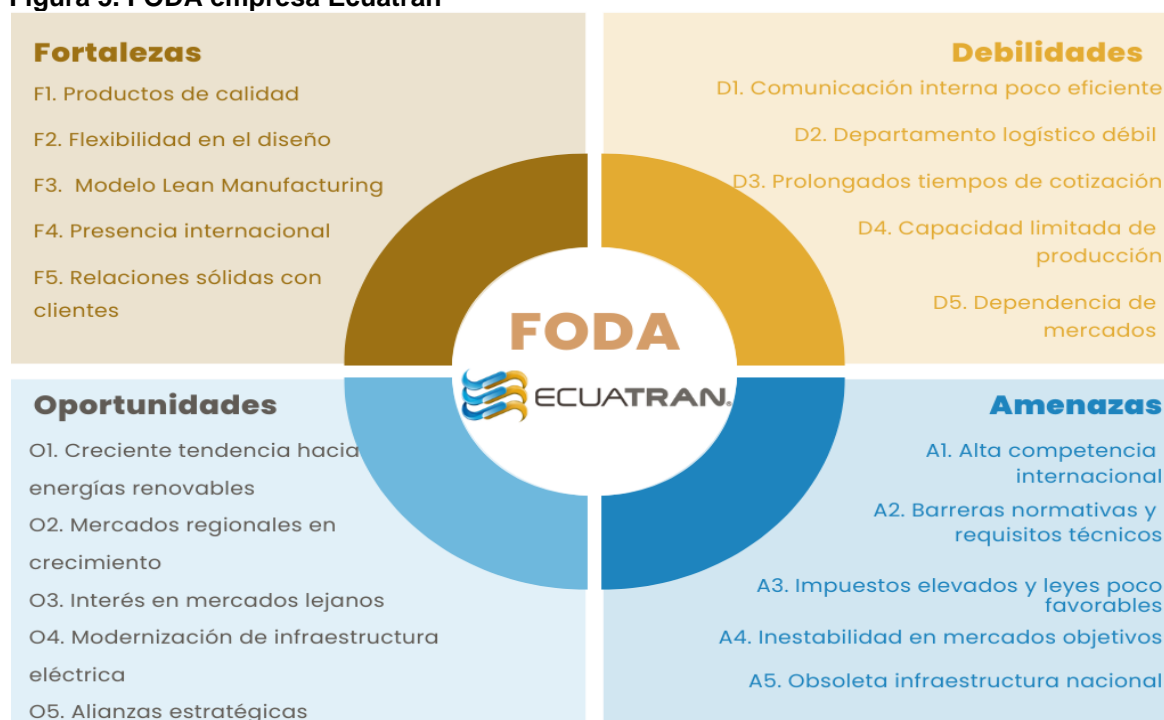 Figura 5. FODA empresa Ecuatran
Fortalezas
F1. Productos de calidad
F2. Flexibilidad en el diseño
F3. Modelo Lean Manufacturing
F4. Presencia internacional
F5. Relaciones sólidas con
clientes
Debilidades
D1. Comunicación interna poco eficiente
D2. Departamento logístico débil
D3. Prolongados tiempos de cotización
D4. Capacidad limitada de
producción
D5. Dependencia de
mercados
FODA
ECUATRAN®
Oportunidades
O1. Creciente tendencia hacia
energías renovables
O2. Mercados regionales en
crecimiento
O3. Interés en mercados lejanos
O4. Modernización de infraestructura
eléctrica
O5. Alianzas estratégicas
Amenazas
A1. Alta competencia
internacional
A2. Barreras normativas y
requisitos técnicos
A3. Impuestos elevados y leyes poco
favorables
A4. Inestabilidad en mercados objetivos
A5. Obsoleta infraestructura nacional